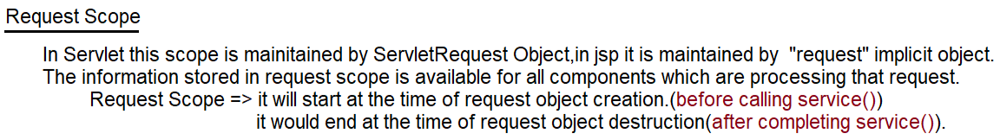 Request Scope
In Servlet this scope is mainitained by ServletRequest Object,in jsp it is maintained by "request" implicit object.
The information stored in request scope is available for all components which are processing that request.
Request Scope => it will start at the time of request object creation.(before calling service())
it would end at the time of request object destruction(after completing service()).